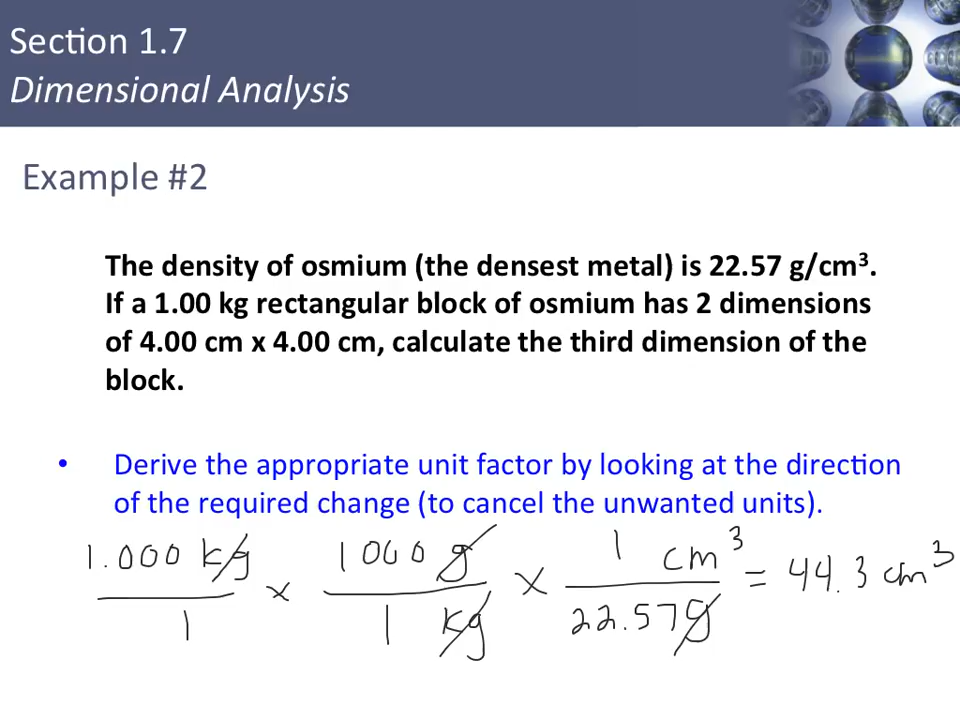 Section 1.7
Dimensional Analysis
Example #2
The density of osmium (the densest metal) is 22.57 g/cm³.
If a 1.00 kg rectangular block of osmium has 2 dimensions
of 4.00 cm x 4.00 cm, calculate the third dimension of the
block.
• Derive the appropriate unit factor by looking at the direction
of the required change (to cancel the unwanted units).
1.000 kg / 1 x 1000 g / 1 kg x 1 cm³ / 22.57g = 44.3 cm³